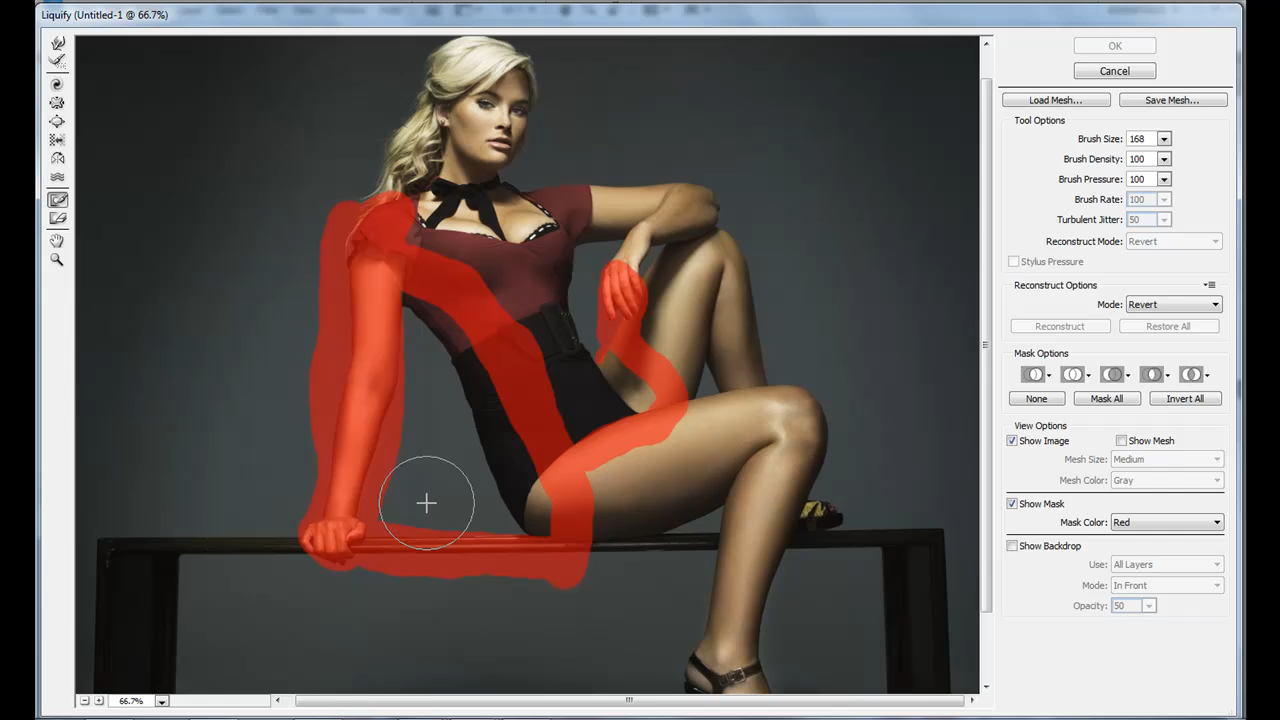 Liquify (Untitled-1 @ 66.7%)
OK
Cancel
Load Mesh... Save Mesh...
Tool Options
Brush Size: 168
Brush Density: 100
Brush Pressure: 100
Brush Rate: 100
Turbulent Jitter: 50
Reconstruct Mode: Revert
Stylus Pressure
Reconstruct Options
Mode: Revert
Reconstruct Restore All
Mask Options
None Mask All Invert All
View Options
Show Image Show Mesh
Mesh Size: Medium
Mesh Color: Gray
Show Mask
Mask Color: Red
Show Backdrop
Use: All Layers
Mode: In Front
Opacity: 50
66.7%